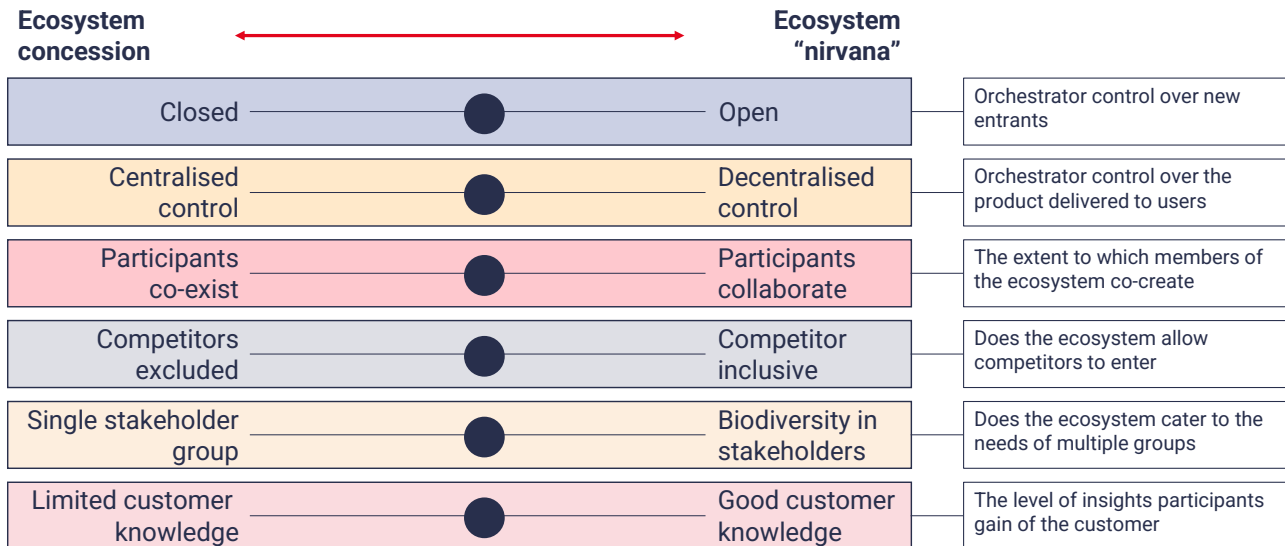 Ecosystem
concession
Ecosystem
“nirvana”
Closed
Open
Orchestrator control over new
entrants
Centralised
control
Decentralised
control
Orchestrator control over the
product delivered to users
Participants
co-exist
Participants
collaborate
The extent to which members of
the ecosystem co-create
Competitors
excluded
Competitor
inclusive
Does the ecosystem allow
competitors to enter
Single stakeholder
group
Biodiversity in
stakeholders
Does the ecosystem cater to the
needs of multiple groups
Limited customer
knowledge
Good customer
knowledge
The level of insights participants
gain of the customer